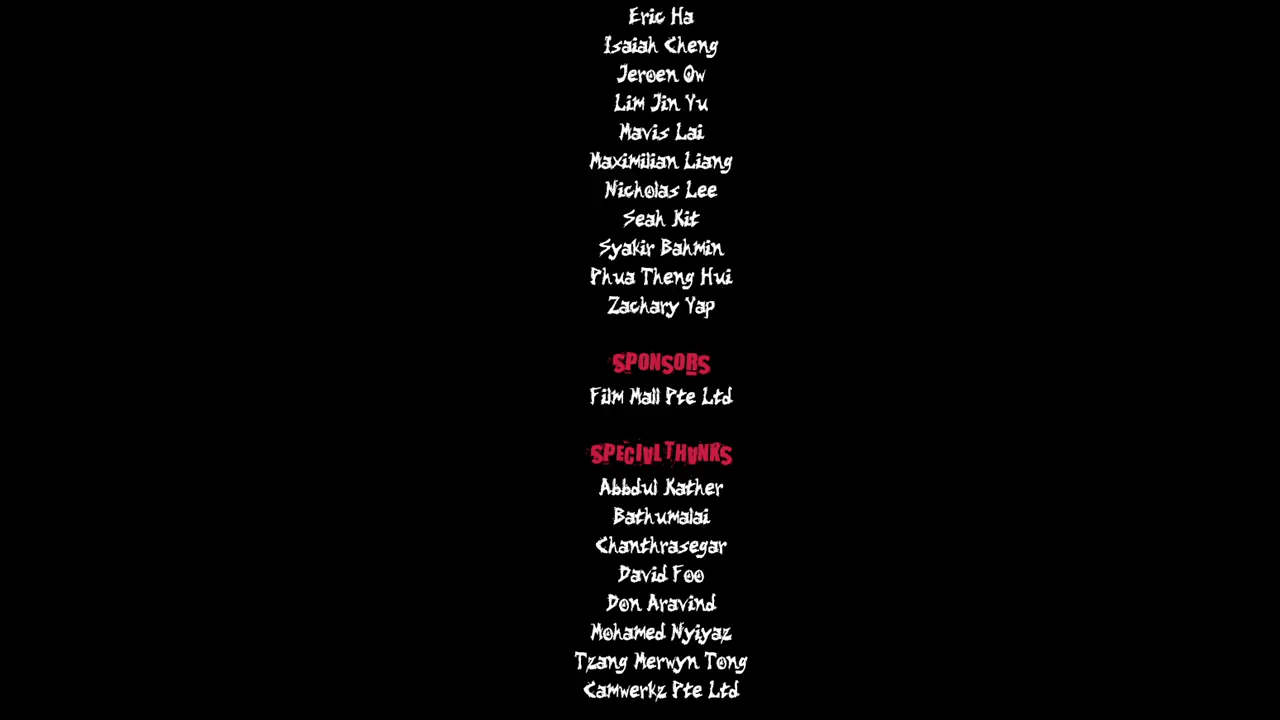 Eric Ha
Isaiah Cheng
Jeroen Ow
Lim Jin Yu
Mavis Lai
Maximilian Liang
Nicholas Lee
Seah Kit
Syakir Bahmin
Phua Theng Hui
Zachary Yap
SPONSORS
Film Mall Pte Ltd
SPECIAL THANKS
Abbdul Kather
Bathumalai
Chanthrasegar
David Foo
Don Aravind
Mohamed Nyiyaz
Tzang Merwyn Tong
Camwerkz Pte Ltd